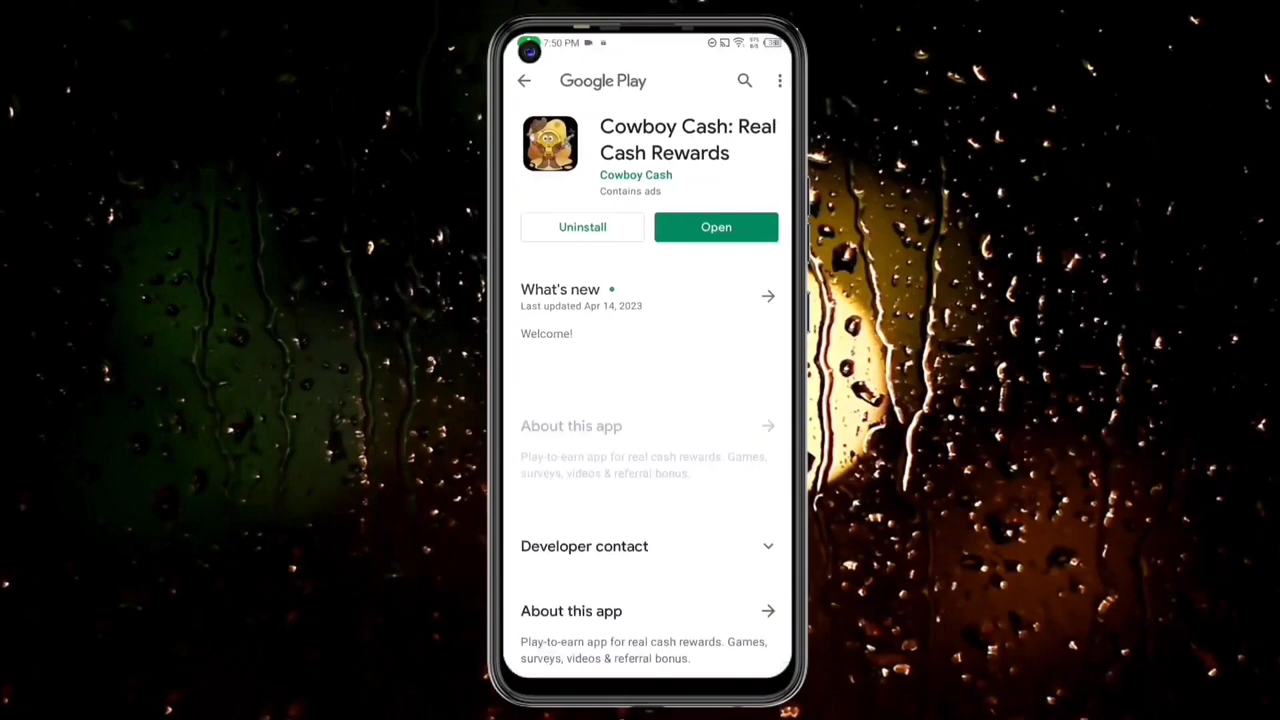 7:50 PM
Google Play
Cowboy Cash: Real
Cash Rewards
Cowboy Cash
Contains ads
Uninstall
Open
What's new
Last updated Apr 14, 2023
Welcome!
About this app
Play-to-earn app for real cash rewards. Games,
surveys, videos & referral bonus.
Developer contact
About this app
Play-to-earn app for real cash rewards. Games,
surveys, videos & referral bonus.